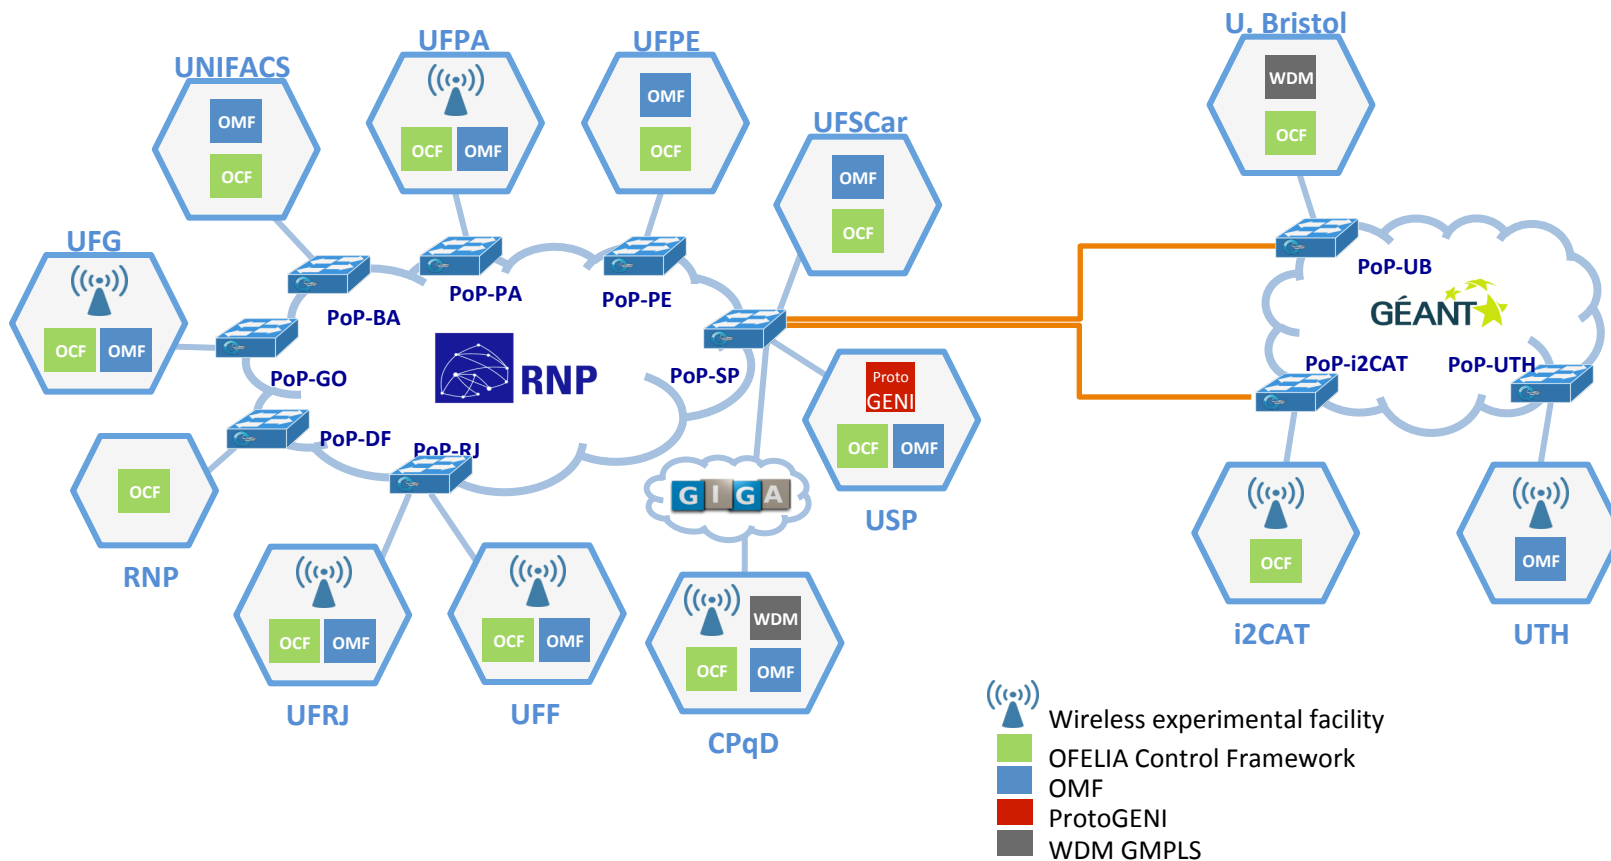 U. Bristol
WDM
OCF
UFPA
OCF
OMF
UFPE
OMF
OCF
UNIFACS
OMF
OCF
UFSCar
OMF
OCF
UFG
OCF
OMF
PoP-BA
PoP-PA
PoP-PE
PoP-UB
GÉANT
PoP-GO
RNP
PoP-SP
PoP-i2CAT
PoP-UTH
Proto
GENI
OCF
OMF
USP
PoP-DF
PoP-RJ
OCF
RNP
GIGA
OCF
OMF
UFRJ
OCF
OMF
UFF
WDM
OCF
OMF
CPqD
OCF
i2CAT
OMF
UTH
Wireless experimental facility
OFELIA Control Framework
OMF
ProtoGENI
WDM GMPLS